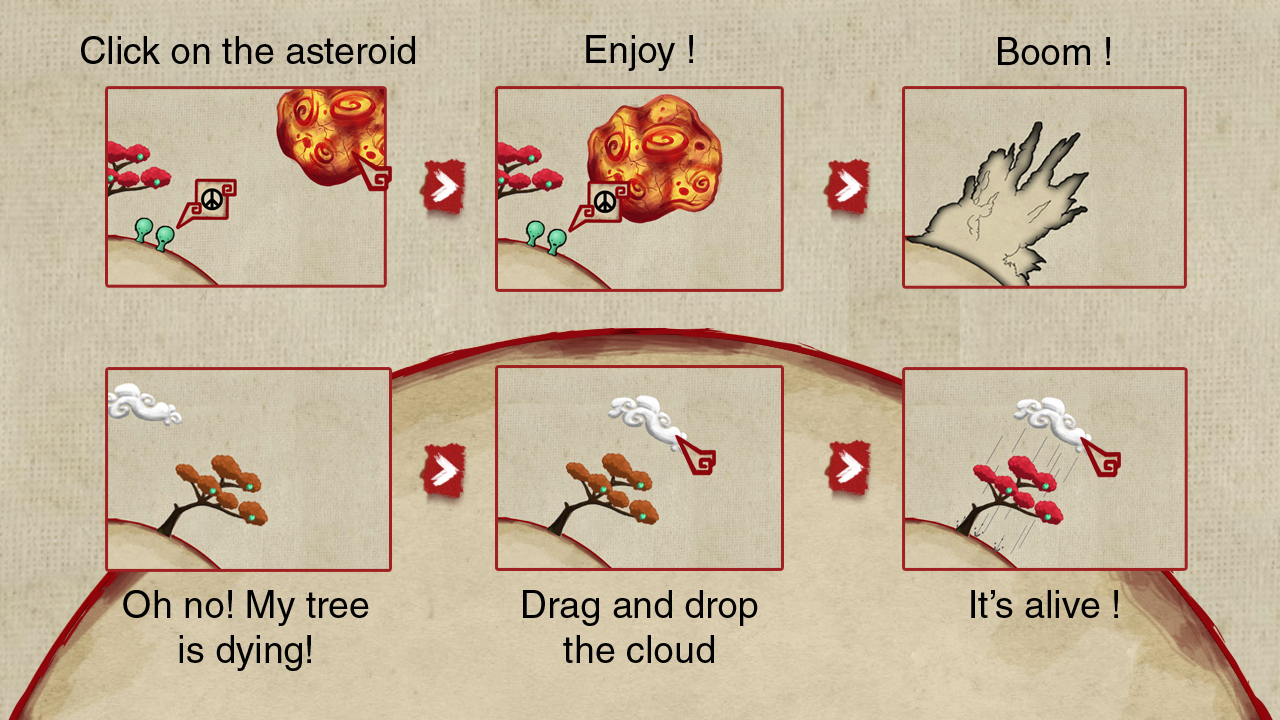 Click on the asteroid
Enjoy !
Boom !
Oh no! My tree
is dying!
Drag and drop
the cloud
It's alive !